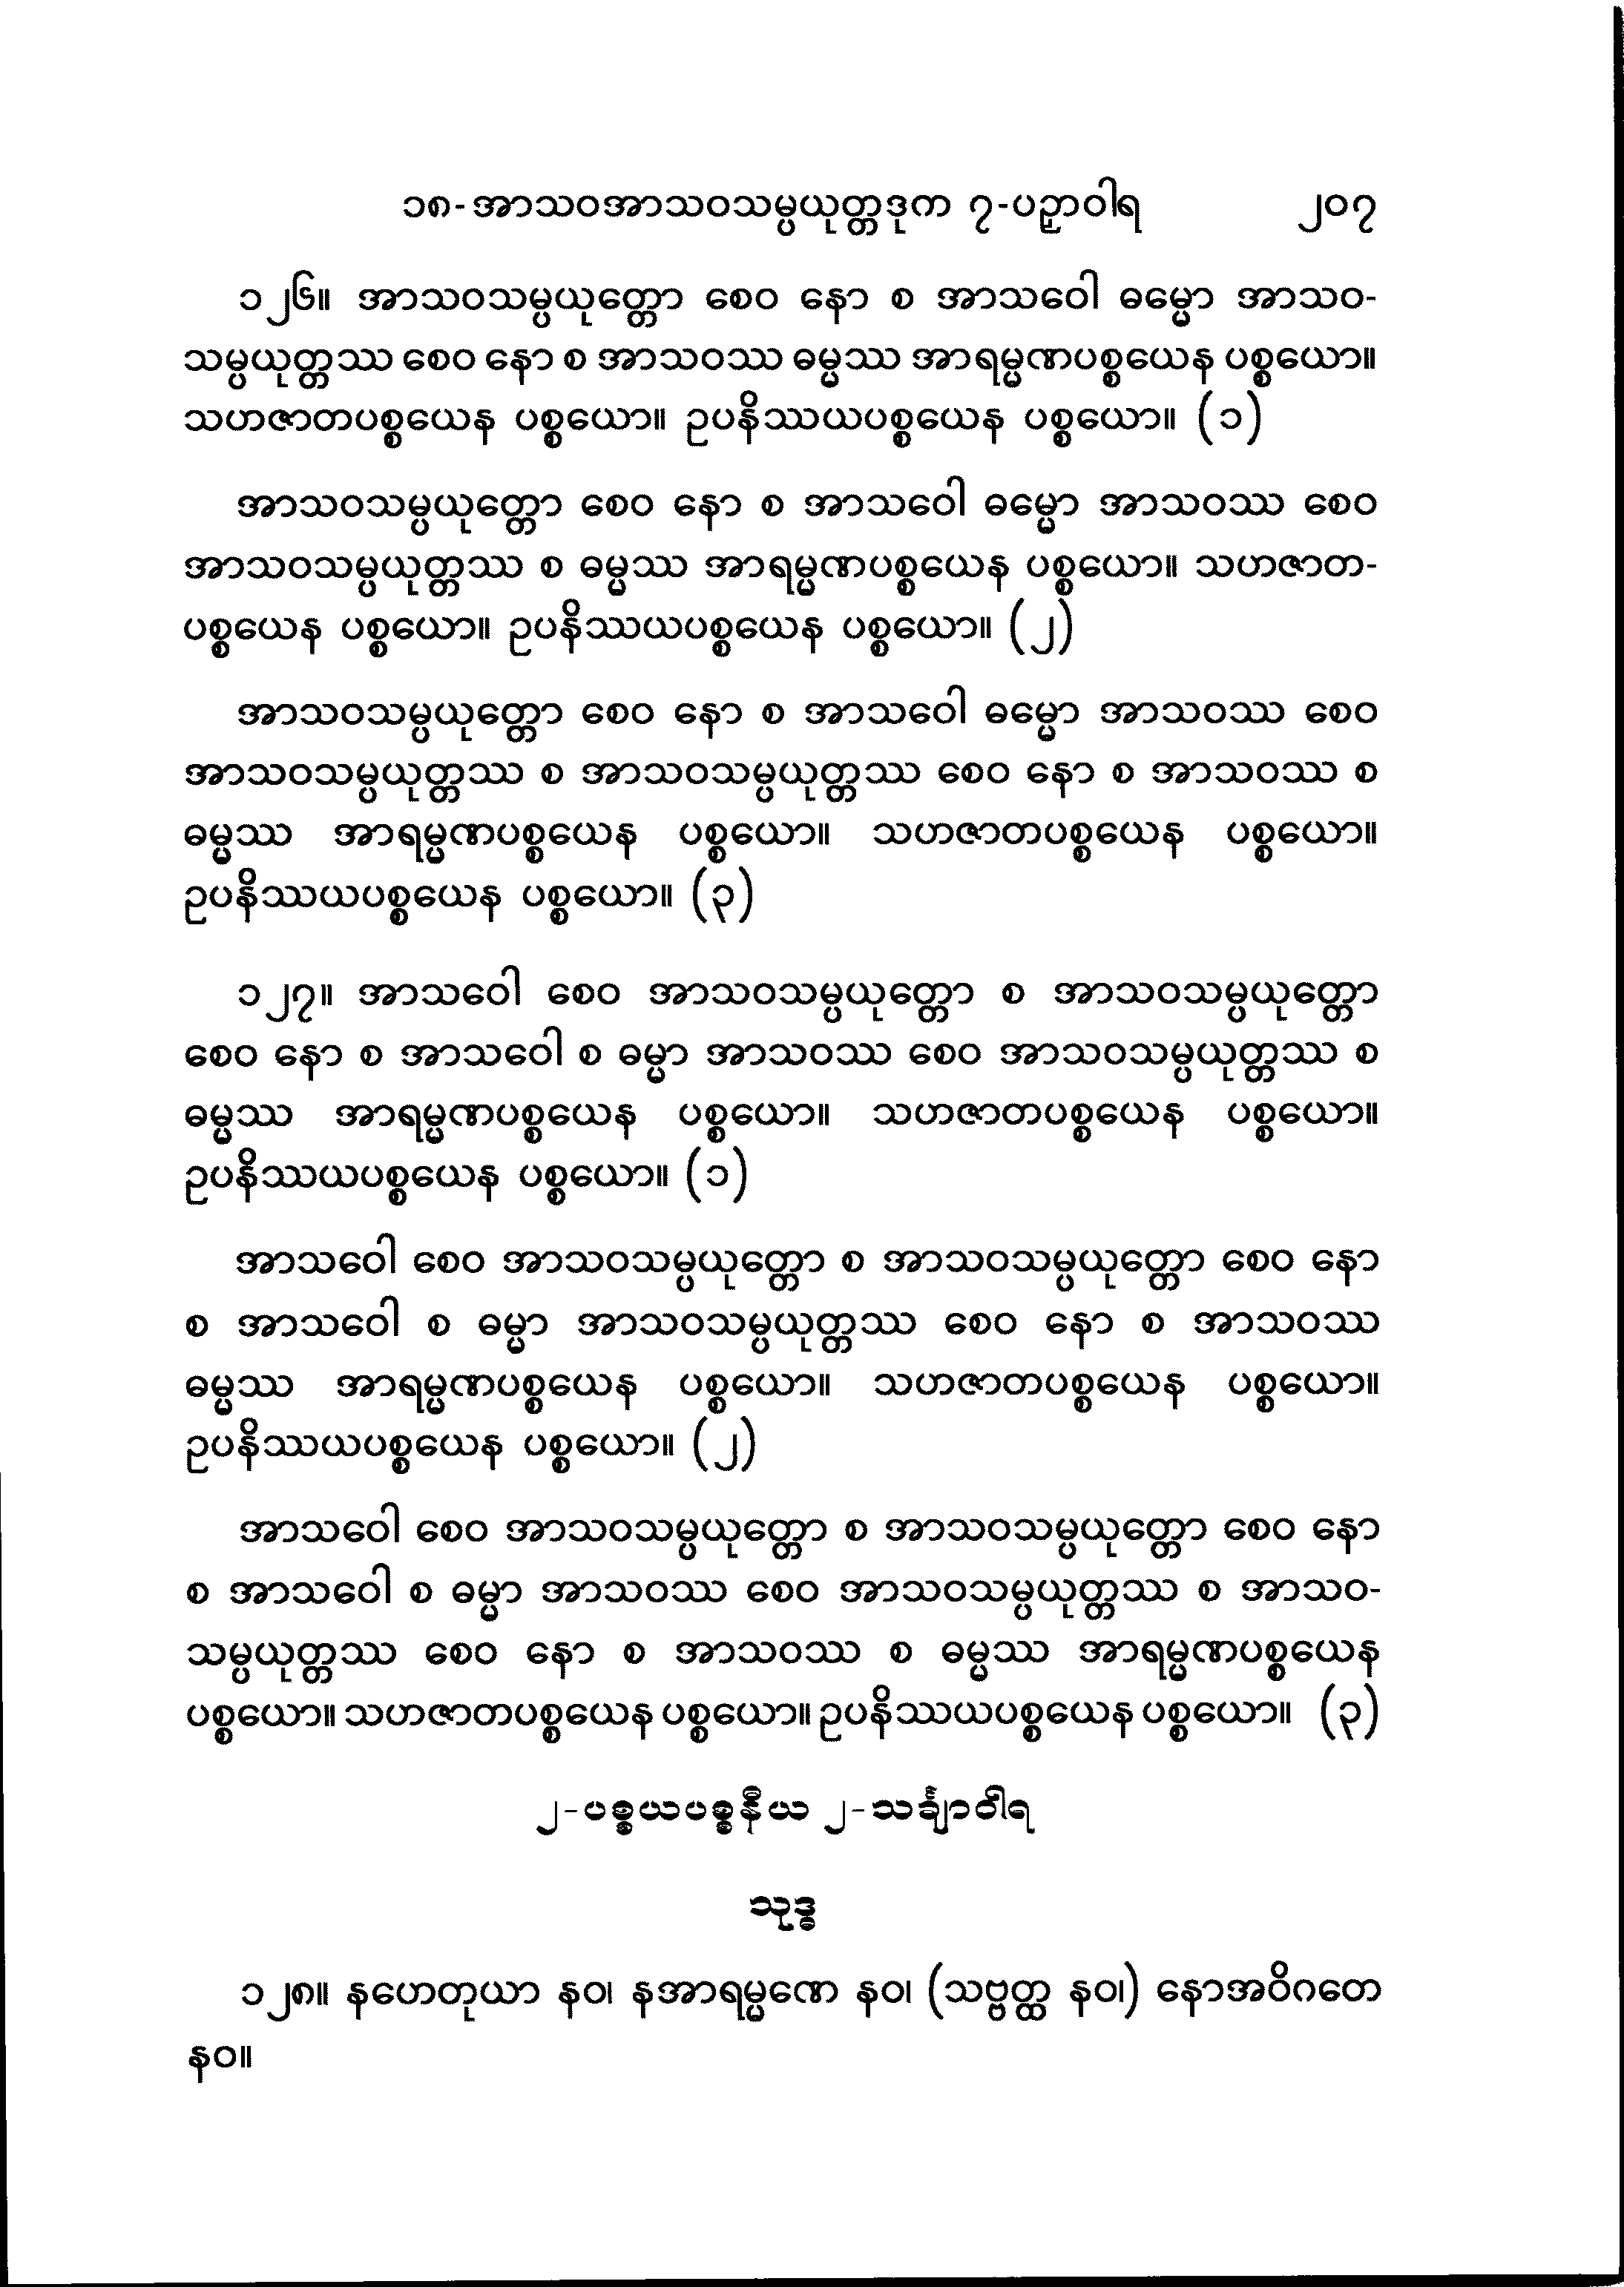 ၁၈-အာသဝအာသဝသမ္ပယုတ္တဒုက ၇-ပဉှာဝါရ ၂၀၇
၁၂၆။ အာသဝသမ္ပယုတ္တော စေဝ နော စ အာသဝေါ ဓမ္မော အာသဝ-
သမ္ပယုတ္တဿ စေဝ နော စ အာသဝဿ ဓမ္မဿ အာရမ္မဏပစ္စယေန ပစ္စယော။
သဟဇာတပစ္စယေန ပစ္စယော။ ဥပနိဿယပစ္စယေန ပစ္စယော။ (၁)
အာသဝသမ္ပယုတ္တော စေဝ နော စ အာသဝေါ ဓမ္မော အာသဝဿ စေဝ
အာသဝသမ္ပယုတ္တဿ စ ဓမ္မဿ အာရမ္မဏပစ္စယေန ပစ္စယော။ သဟဇာတ-
ပစ္စယေန ပစ္စယော။ ဥပနိဿယပစ္စယေန ပစ္စယော။ (၂)
အာသဝသမ္ပယုတ္တော စေဝ နော စ အာသဝေါ ဓမ္မော အာသဝဿ စေဝ
အာသဝသမ္ပယုတ္တဿ စ အာသဝသမ္ပယုတ္တဿ စေဝ နော စ အာသဝဿ စ
ဓမ္မဿ အာရမ္မဏပစ္စယေန ပစ္စယော။ သဟဇာတပစ္စယေန ပစ္စယော။
ဥပနိဿယပစ္စယေန ပစ္စယော။ (၃)
၁၂၇။ အာသဝေါ စေဝ အာသဝသမ္ပယုတ္တော စ အာသဝသမ္ပယုတ္တော
စေဝ နော စ အာသဝေါ စ ဓမ္မာ အာသဝဿ စေဝ အာသဝသမ္ပယုတ္တဿ စ
ဓမ္မဿ အာရမ္မဏပစ္စယေန ပစ္စယော။ သဟဇာတပစ္စယေန ပစ္စယော။
ဥပနိဿယပစ္စယေန ပစ္စယော။ (၁)
အာသဝေါ စေဝ အာသဝသမ္ပယုတ္တော စ အာသဝသမ္ပယုတ္တော စေဝ နော
စ အာသဝေါ စ ဓမ္မာ အာသဝသမ္ပယုတ္တဿ စေဝ နော စ အာသဝဿ
ဓမ္မဿ အာရမ္မဏပစ္စယေန ပစ္စယော။ သဟဇာတပစ္စယေန ပစ္စယော။
ဥပနိဿယပစ္စယေန ပစ္စယော။ (၂)
အာသဝေါ စေဝ အာသဝသမ္ပယုတ္တော စ အာသဝသမ္ပယုတ္တော စေဝ နော
စ အာသဝေါ စ ဓမ္မာ အာသဝဿ စေဝ အာသဝသမ္ပယုတ္တဿ စ အာသဝ-
သမ္ပယုတ္တဿ စေဝ နော စ အာသဝဿ စ ဓမ္မဿ အာရမ္မဏပစ္စယေန
ပစ္စယော။ သဟဇာတပစ္စယေန ပစ္စယော။ ဥပနိဿယပစ္စယေန ပစ္စယော။ (၃)
၂-ပစ္စယပစ္စနီယ ၂-သင်္ချာဝါရ
သုဒ္ဓ
၁၂၈။ နဟေတုယာ နဝ၊ နအာရမ္မဏေ နဝ၊ (သဗ္ဗတ္ထ နဝ၊) နောအဝိဂတေ
နဝ။